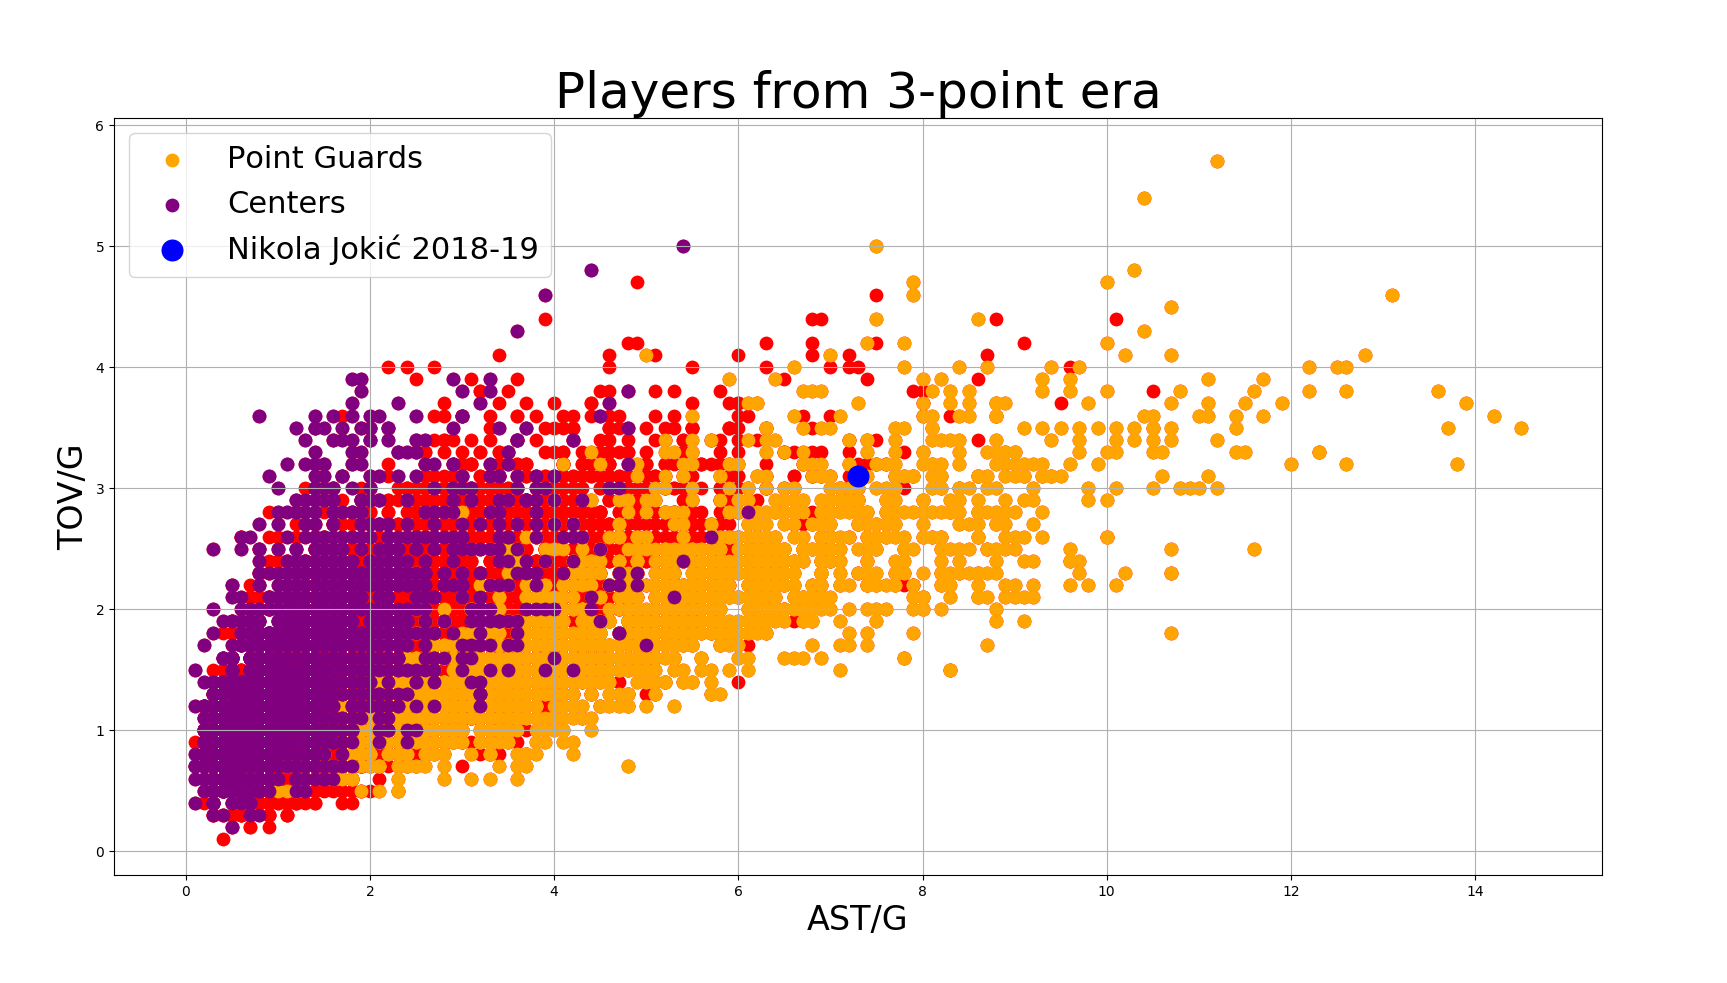 Players from 3-point era
Point Guards
Centers
Nikola Jokić 2018-19
6
5
4
3
2
1
0
TOV/G
0 2 4 6 8 10 12 14
AST/G